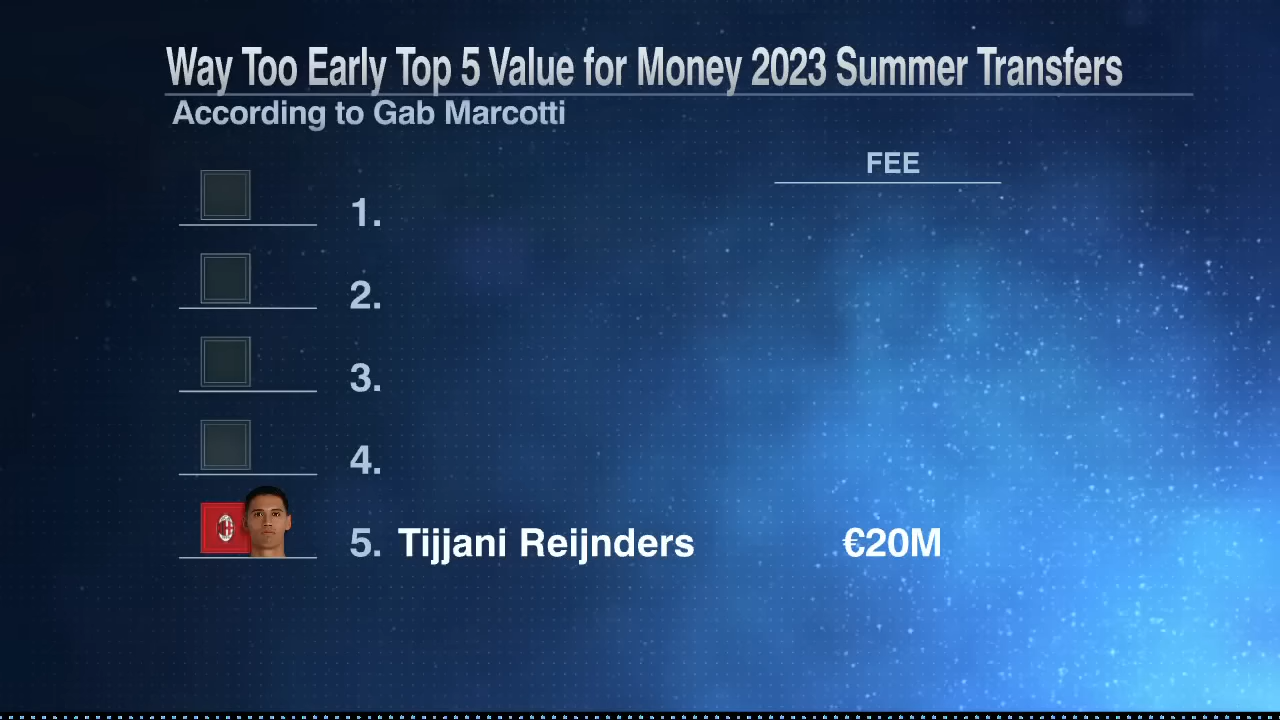 Way Too Early Top 5 Value for Money 2023 Summer Transfers
According to Gab Marcotti
FEE
1.
2.
3.
4.
5. Tijjani Reijnders €20M